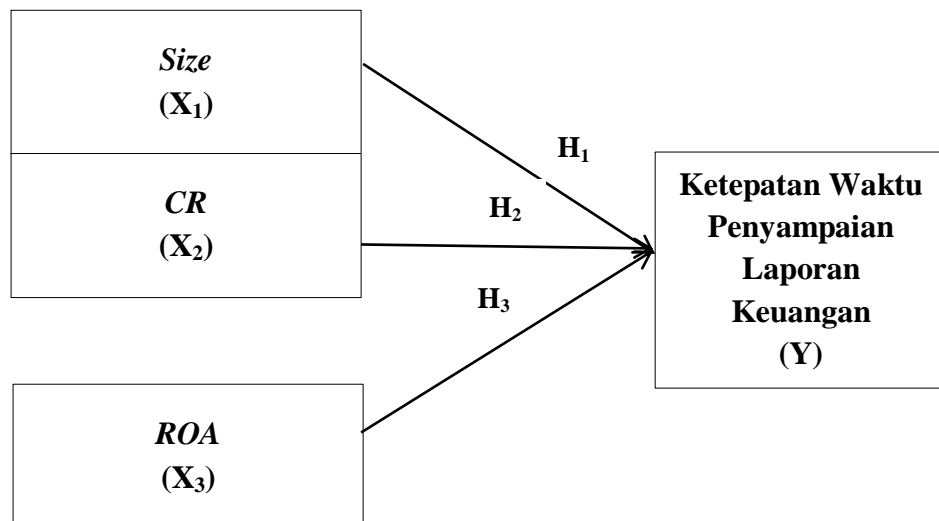 Size
(X₁)
CR
(X₂)
ROA
(X₃)
H₁
H₂
H₃
Ketepatan Waktu
Penyampaian
Laporan
Keuangan
(Y)